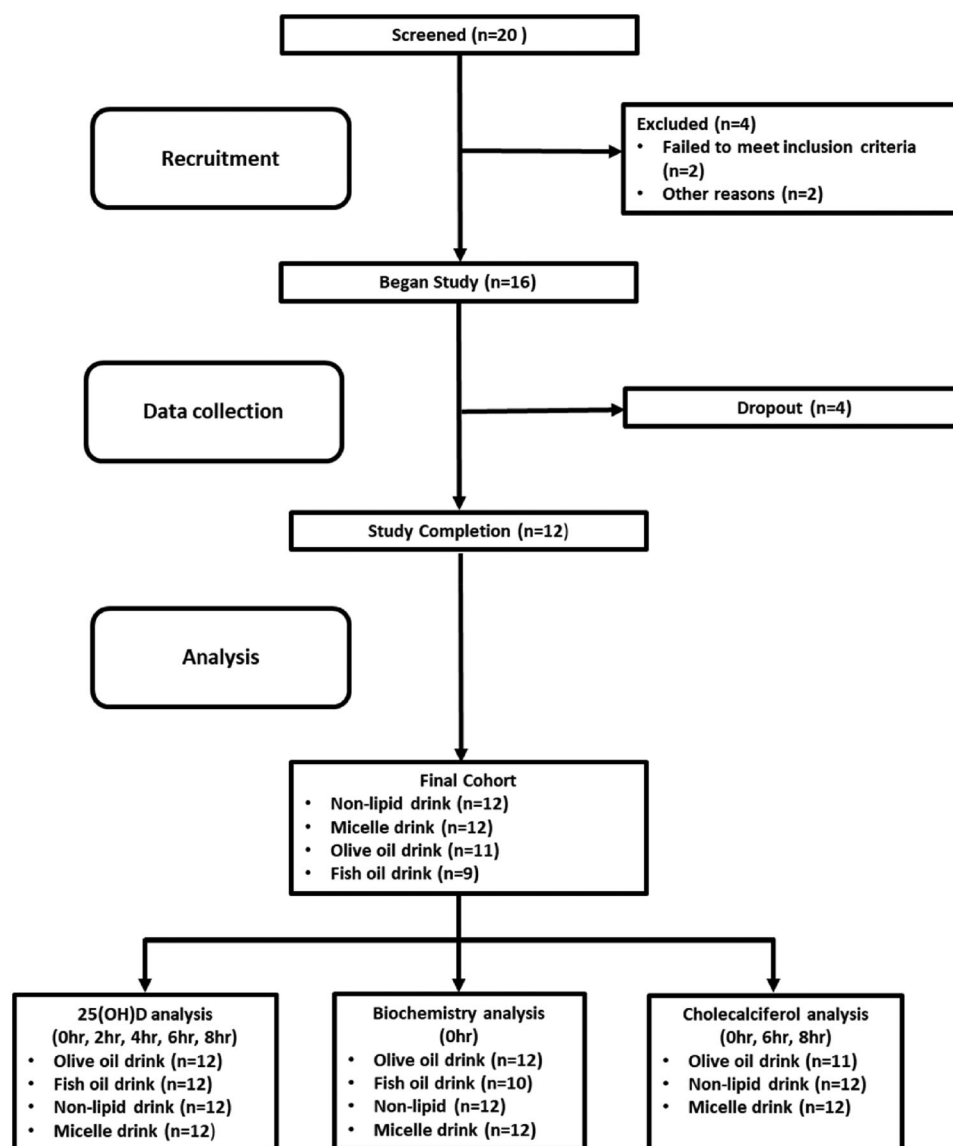 Screened (n=20 )
Recruitment
Excluded (n=4)
• Failed to meet inclusion criteria
(n=2)
• Other reasons (n=2)
Began Study (n=16)
Data collection
Dropout (n=4)
Study Completion (n=12)
Analysis
Final Cohort
• Non-lipid drink (n=12)
• Micelle drink (n=12)
• Olive oil drink (n=11)
• Fish oil drink (n=9)
25(OH)D analysis
(0hr, 2hr, 4hr, 6hr, 8hr)
• Olive oil drink (n=12)
• Fish oil drink (n=12)
• Non-lipid drink (n=12)
• Micelle drink (n=12)
Biochemistry analysis
(0hr)
• Olive oil drink (n=12)
• Fish oil drink (n=10)
• Non-lipid (n=12)
• Micelle drink (n=12)
Cholecalciferol analysis
(0hr, 6hr, 8hr)
• Olive oil drink (n=11)
• Non-lipid drink (n=12)
• Micelle drink (n=12)